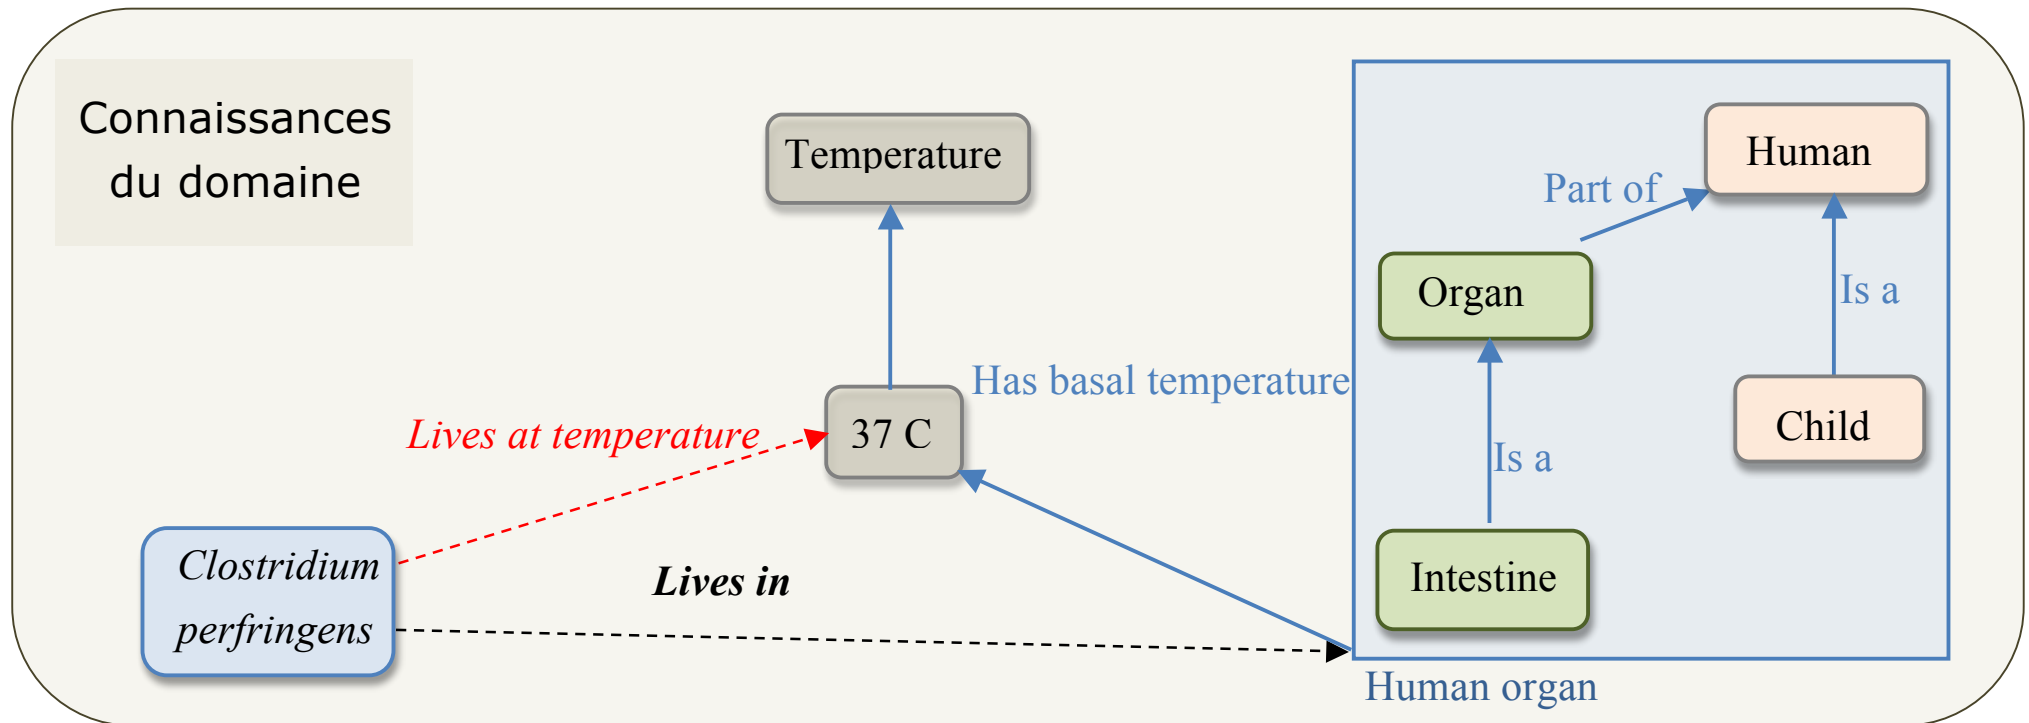 Connaissances
du domaine
Temperature
Human
Part of
Organ
Is a
Has basal temperature
Lives at temperature
37 C
Child
Is a
Clostridium
perfringens
Lives in
Intestine
Human organ